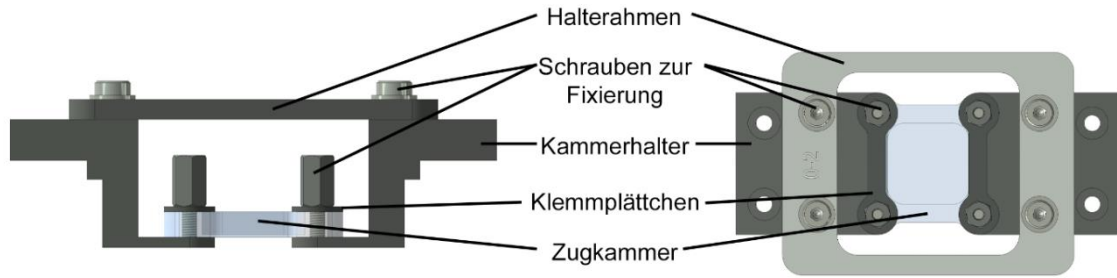 Halterahmen
Schrauben zur
Fixierung
Kammerhalter
Klemmplättchen
Zugkammer